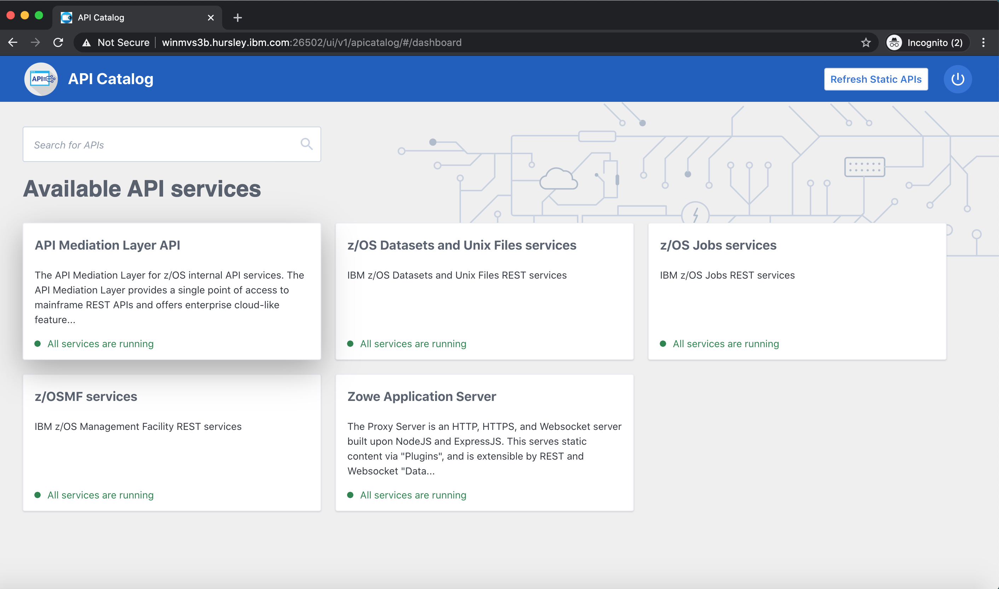 API Catalog
Not Secure
winmvs3b.hursley.ibm.com:26502/ui/v1/apicatalog/#/dashboard
Incognito (2)
API
API Catalog
Refresh Static APIs
Search for APIs
Available API services
API Mediation Layer API
The API Mediation Layer for z/OS internal API services. The
API Mediation Layer provides a single point of access to
mainframe REST APIs and offers enterprise cloud-like
feature...
All services are running
z/OS Datasets and Unix Files services
IBM z/OS Datasets and Unix Files REST services
All services are running
z/OS Jobs services
IBM z/OS Jobs REST services
All services are running
z/OSMF services
IBM z/OS Management Facility REST services
All services are running
Zowe Application Server
The Proxy Server is an HTTP, HTTPS, and Websocket server
built upon NodeJS and ExpressJS. This serves static
content via "Plugins", and is extensible by REST and
Websocket "Data...
All services are running